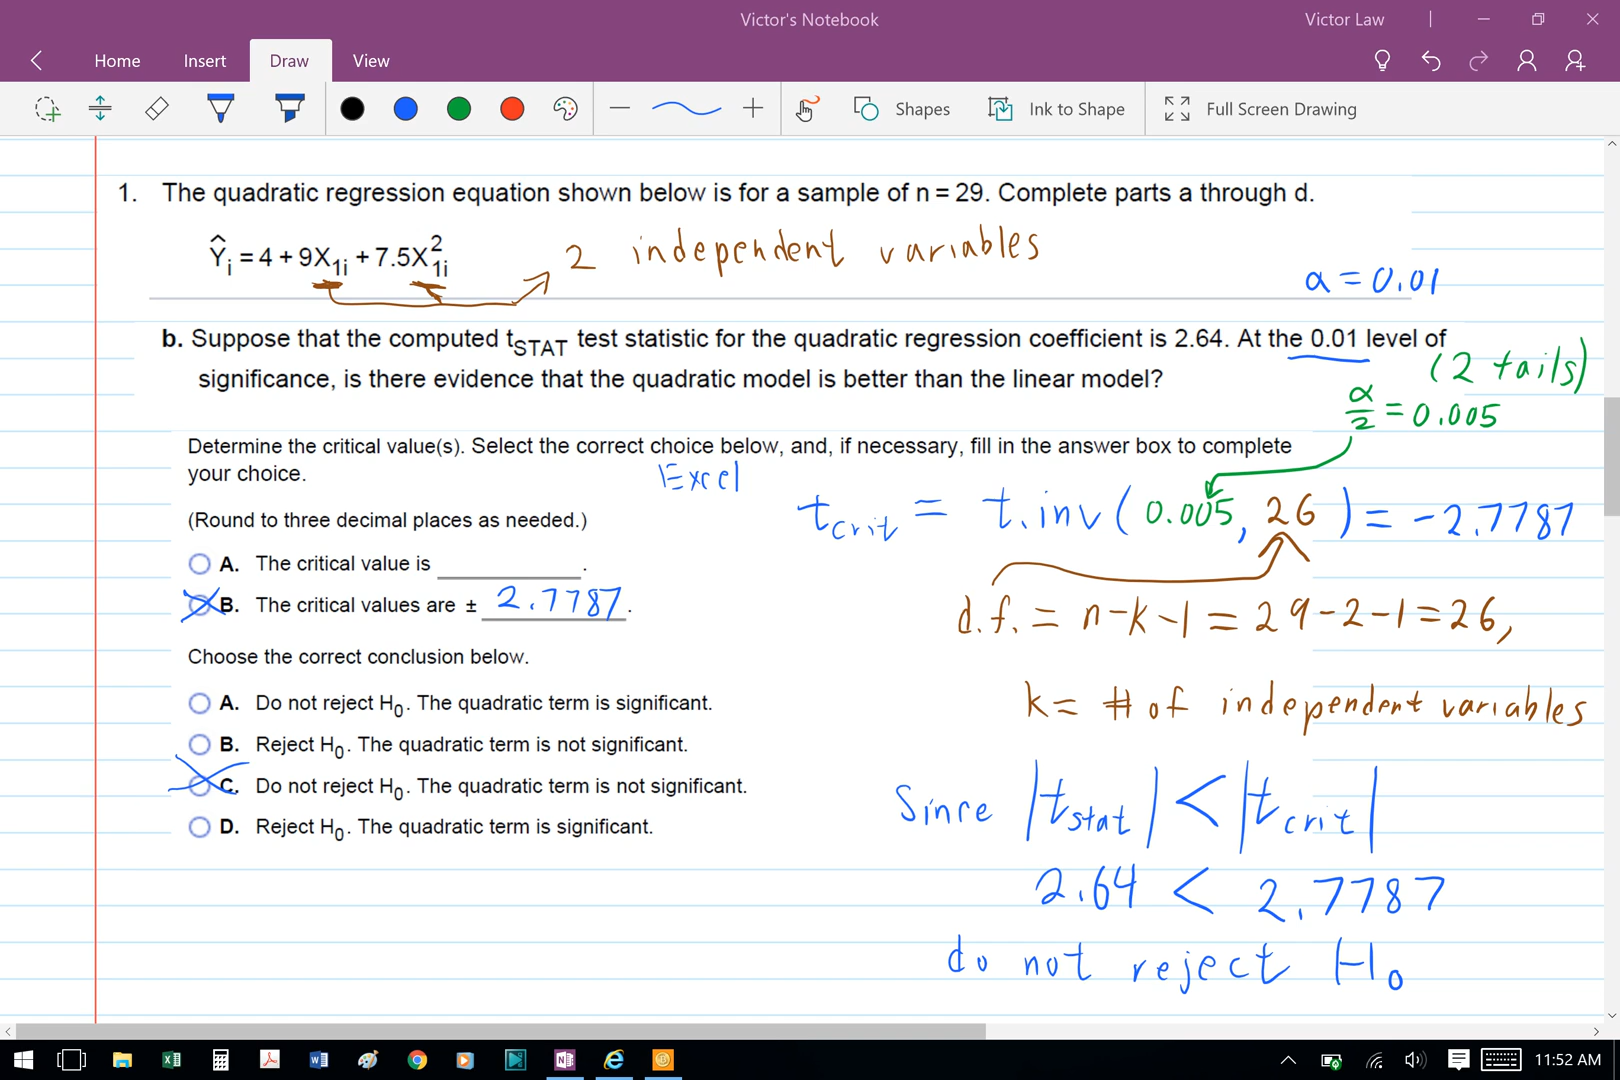 Victor's Notebook
Victor Law
Home Insert Draw View
Shapes Ink to Shape Full Screen Drawing
1. The quadratic regression equation shown below is for a sample of n = 29. Complete parts a through d.
Ŷi = 4 + 9X1i + 7.5X²1i 2 independent variables
α = 0.01
b. Suppose that the computed tSTAT test statistic for the quadratic regression coefficient is 2.64. At the 0.01 level of
significance, is there evidence that the quadratic model is better than the linear model?
(2 tails)
α/2 = 0.005
Determine the critical value(s). Select the correct choice below, and, if necessary, fill in the answer box to complete
your choice.
Excel
tcrit = t.inv(0.005, 26) = -2.7787
(Round to three decimal places as needed.)
A. The critical value is ____.
B. The critical values are ± 2.7787.
d.f. = n-k-1 = 29-2-1=26,
Choose the correct conclusion below.
k = # of independent variables
A. Do not reject H0. The quadratic term is significant.
B. Reject H0. The quadratic term is not significant.
C. Do not reject H0. The quadratic term is not significant.
D. Reject H0. The quadratic term is significant.
Since |tstat| < |tcrit|
2.64 < 2.7787
do not reject H0
11:52 AM